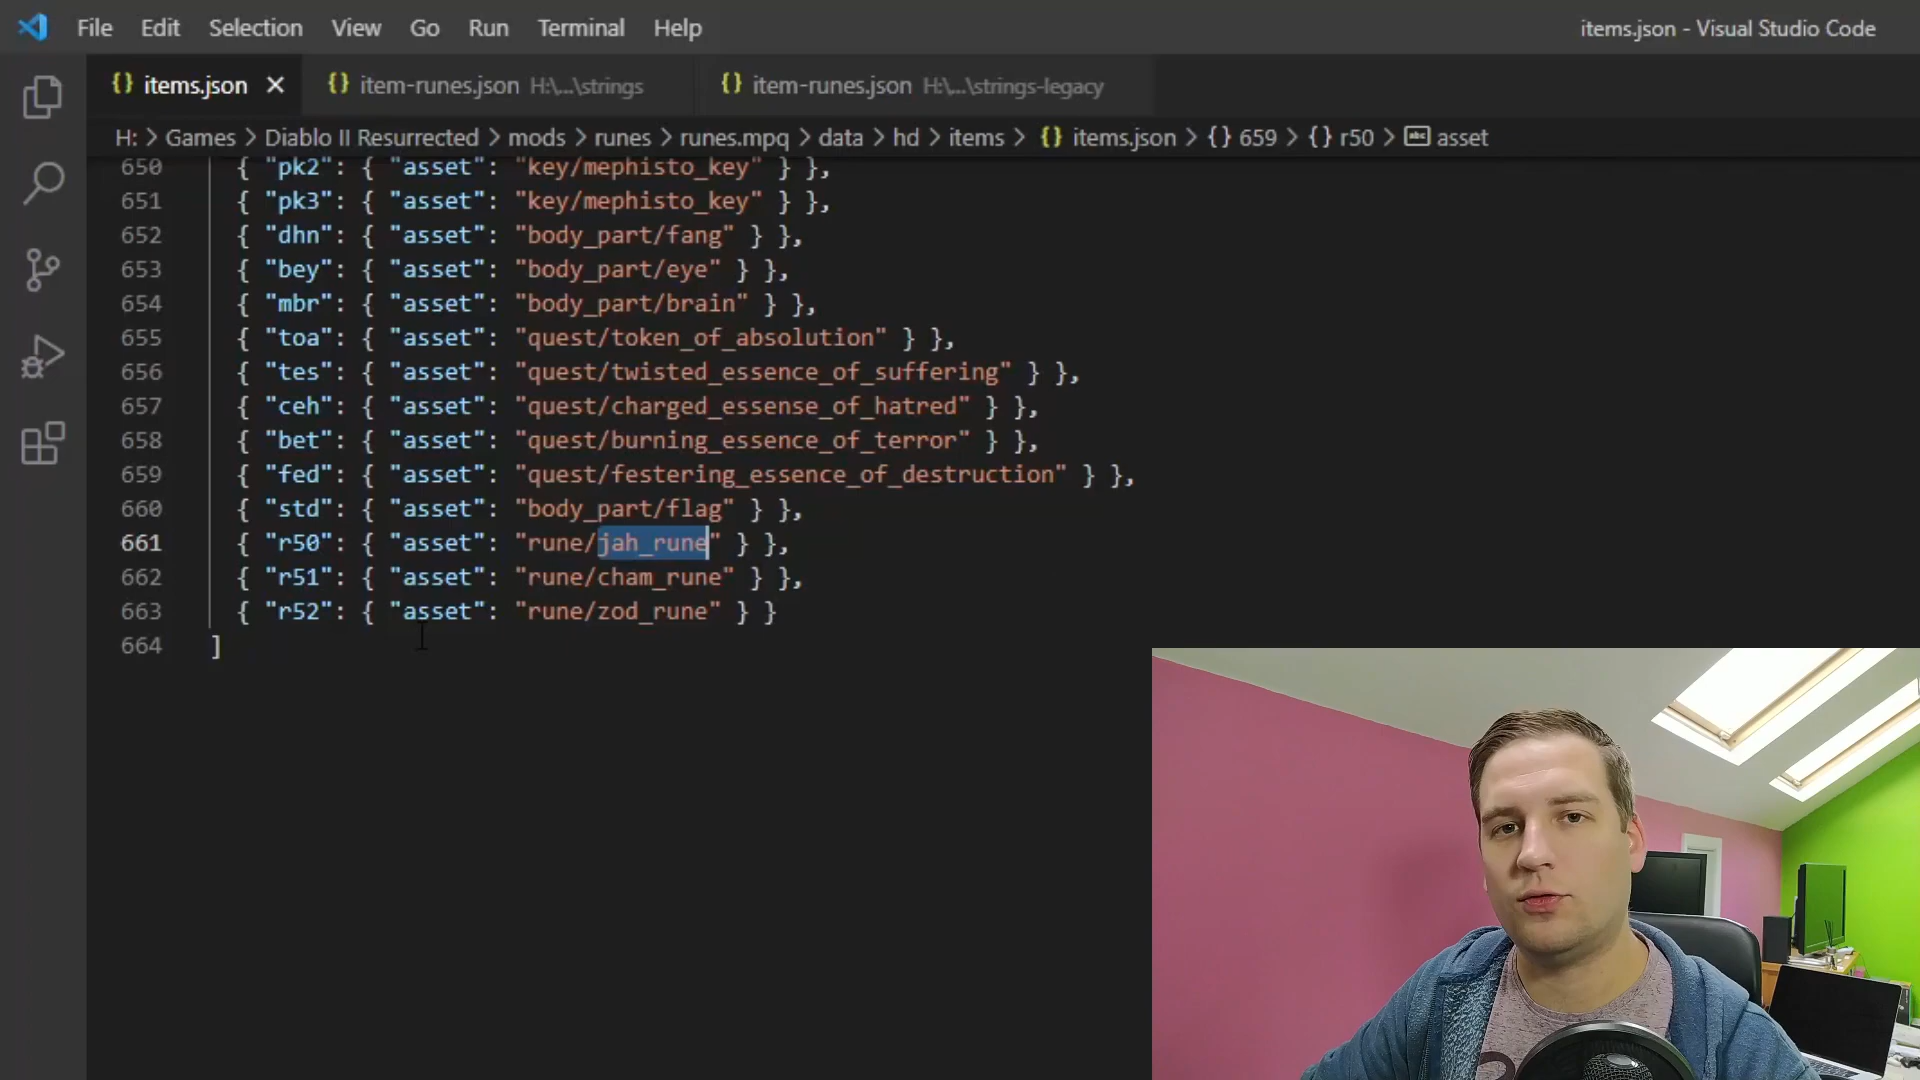 File Edit Selection View Go Run Terminal Help
items.json - Visual Studio Code
{} items.json × {} item-runes.json H:\...\strings {} item-runes.json H:\...\strings-legacy
H: > Games > Diablo II Resurrected > mods > runes > runes.mpq > data > hd > items > {} items.json > {} 659 > {} r50 > abc asset
650 { "pk2": { "asset": "key/mephisto_key" } },
651 { "pk3": { "asset": "key/mephisto_key" } },
652 { "dhn": { "asset": "body_part/fang" } },
653 { "bey": { "asset": "body_part/eye" } },
654 { "mbr": { "asset": "body_part/brain" } },
655 { "toa": { "asset": "quest/token_of_absolution" } },
656 { "tes": { "asset": "quest/twisted_essence_of_suffering" } },
657 { "ceh": { "asset": "quest/charged_essense_of_hatred" } },
658 { "bet": { "asset": "quest/burning_essence_of_terror" } },
659 { "fed": { "asset": "quest/festering_essence_of_destruction" } },
660 { "std": { "asset": "body_part/flag" } },
661 { "r50": { "asset": "rune/jah_rune" } },
662 { "r51": { "asset": "rune/cham_rune" } },
663 { "r52": { "asset": "rune/zod_rune" } }
664 ]